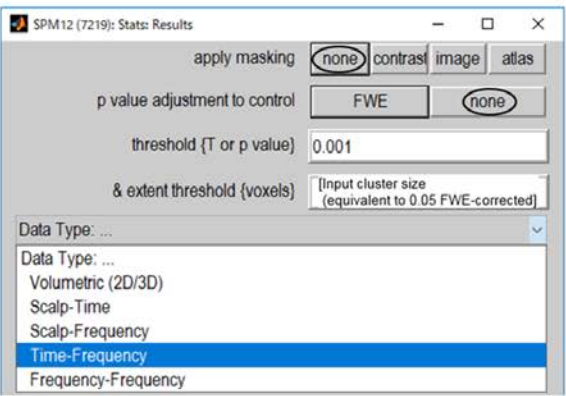 SPM12 (7219): Stats: Results
apply masking none contrast image atlas
p value adjustment to control FWE none
threshold {T or p value} 0.001
& extent threshold {voxels} [Input cluster size
(equivalent to 0.05 FWE-corrected]
Data Type: ...
Data Type: ...
Volumetric (2D/3D)
Scalp-Time
Scalp-Frequency
Time-Frequency
Frequency-Frequency